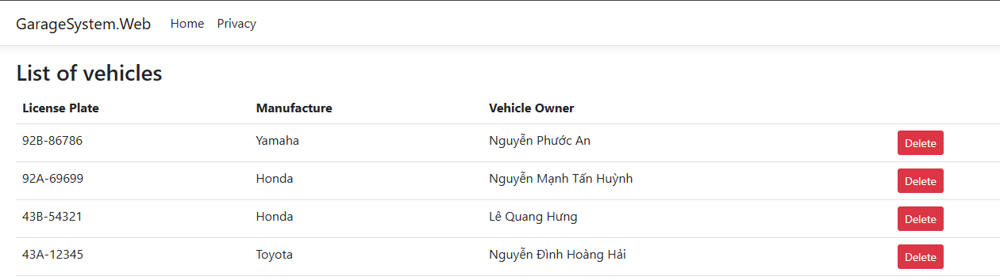 GarageSystem.Web Home Privacy
List of vehicles
License Plate Manufacture Vehicle Owner
92B-86786 Yamaha Nguyễn Phước An Delete
92A-69699 Honda Nguyễn Mạnh Tấn Huỳnh Delete
43B-54321 Honda Lê Quang Hưng Delete
43A-12345 Toyota Nguyễn Đình Hoàng Hải Delete